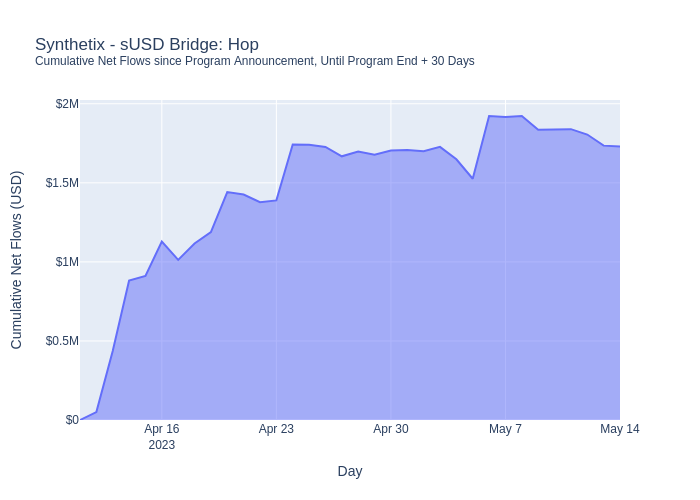 Synthetix - sUSD Bridge: Hop
Cumulative Net Flows since Program Announcement, Until Program End + 30 Days
Cumulative Net Flows (USD)
$2M
$1.5M
$1M
$0.5M
$0
Apr 16
2023
Apr 23
Apr 30
May 7
May 14
Day